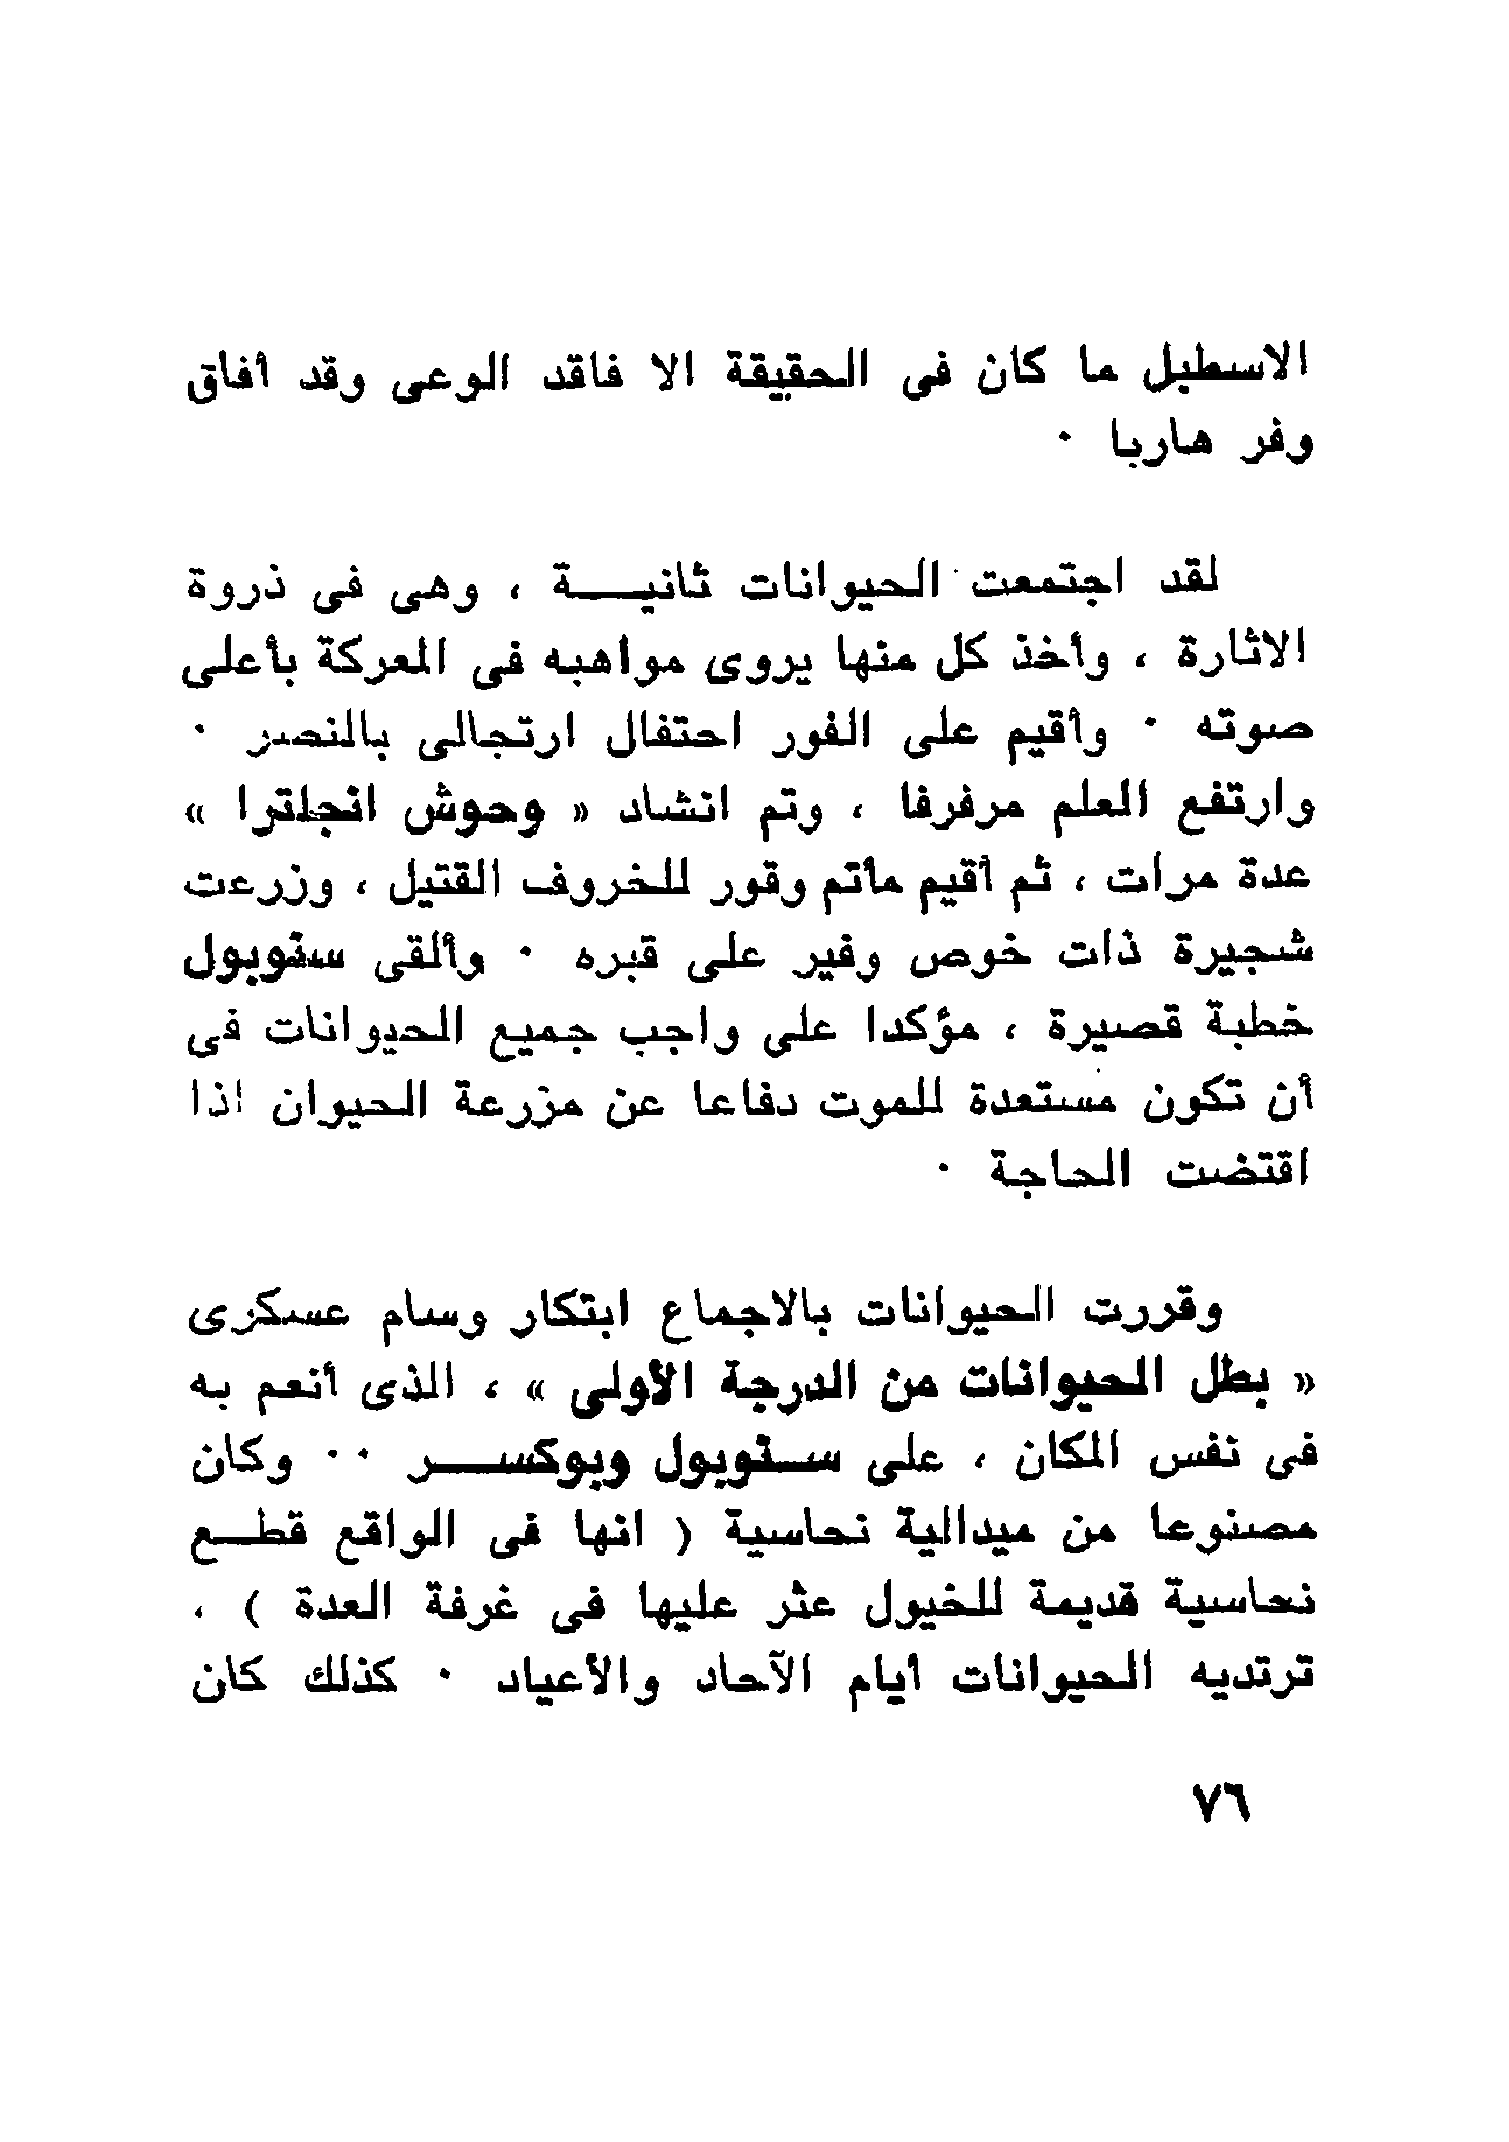 الاسطبل ما كان فى الحقيقة الا فاقد الوعى وقد أفاق
وفر هاربا ٠
لقد اجتمعت الحيوانات ثانيـــة ، وهى فى ذروة
الاثارة ، وأخذ كل منها يروى مواهبه فى المعركة بأعلى
صوته ٠ وأقيم على الفور احتفال ارتجالى بالنصر ٠
وارتفع العلم مرفرفا ، وتم انشاد « وحوش انجلترا »
عدة مرات ، ثم أقيم مأتم وقور للخروف القتيل ، وزرعت
شجيرة ذات خوص وفير على قبره ٠ وألقى سنوبول
خطبة قصيرة ، مؤكدا على واجب جميع الحيوانات فى
أن تكون مستعدة للموت دفاعا عن مزرعة الحيوان اذا
اقتضت الحاجة ٠
وقررت الحيوانات بالاجماع ابتكار وسام عسكرى
« بطل الحيوانات من الدرجة الأولى » ، الذى أنعم به
فى نفس المكان ، على ســنوبول وبوكســـر ٠٠ وكان
مصنوعا من ميدالية نحاسية ( انها فى الواقع قطــع
نحاسية قديمة للخيول عثر عليها فى غرفة العدة ) ،
ترتديه الحيوانات أيام الآحاد والأعياد ٠ كذلك كان
٧٦